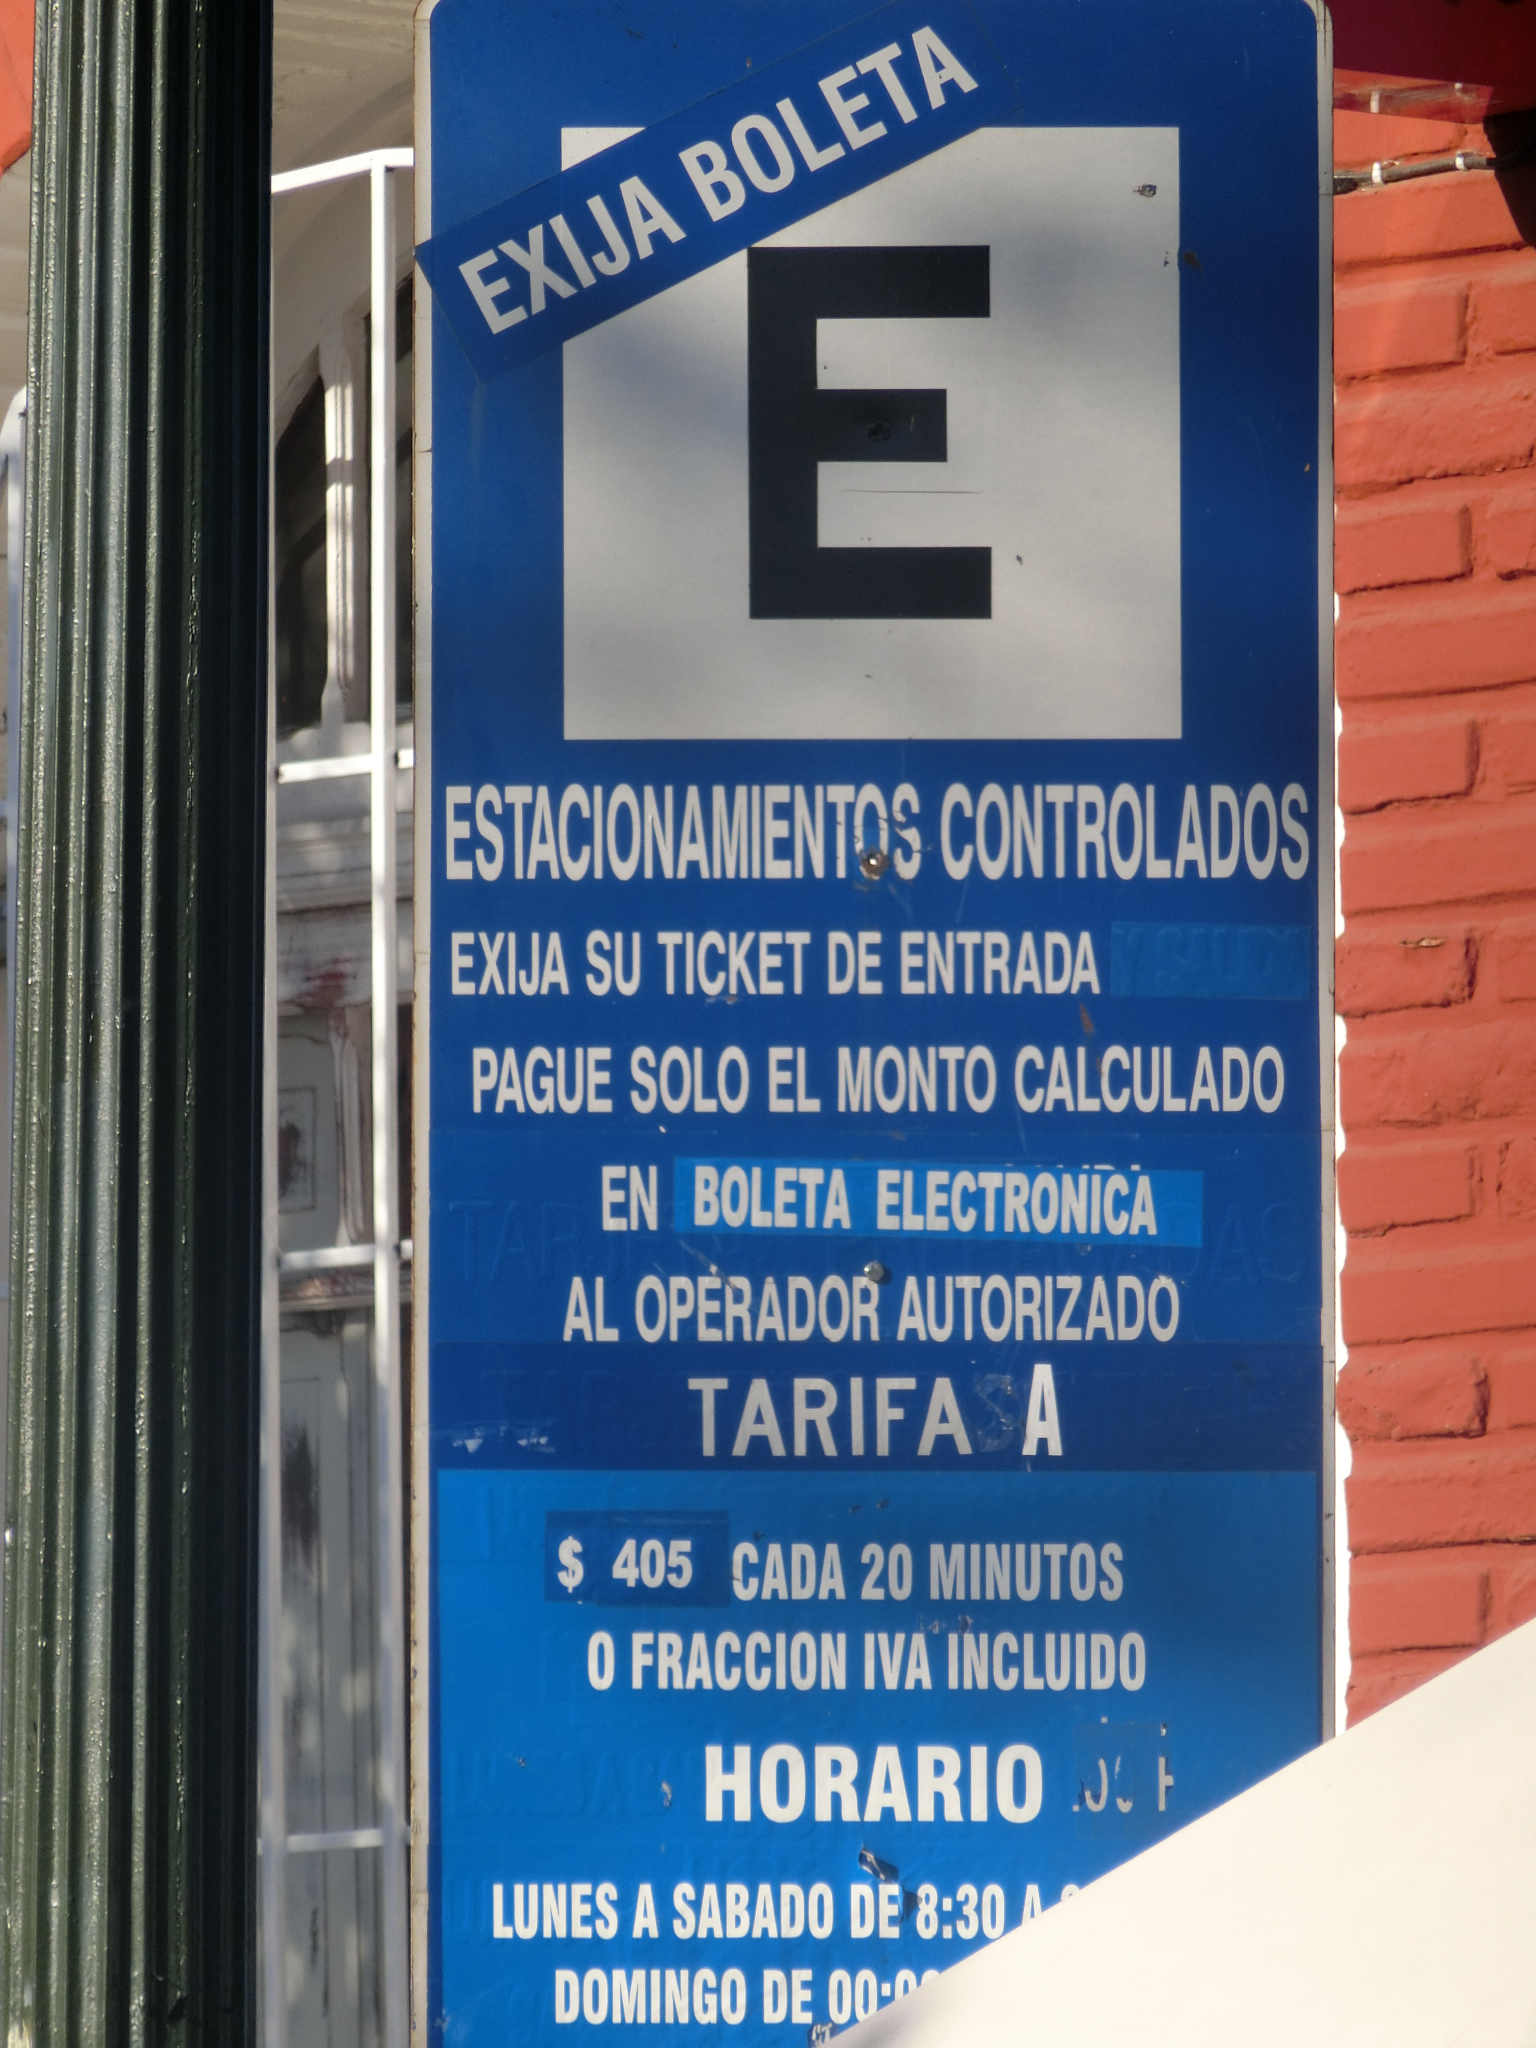 EXIJA BOLETA
E
ESTACIONAMIENTOS CONTROLADOS
EXIJA SU TICKET DE ENTRADA
PAGUE SOLO EL MONTO CALCULADO
EN BOLETA ELECTRONICA
AL OPERADOR AUTORIZADO
TARIFA A
$ 405 CADA 20 MINUTOS
O FRACCION IVA INCLUIDO
HORARIO
LUNES A SABADO DE 8:30 A
DOMINGO DE